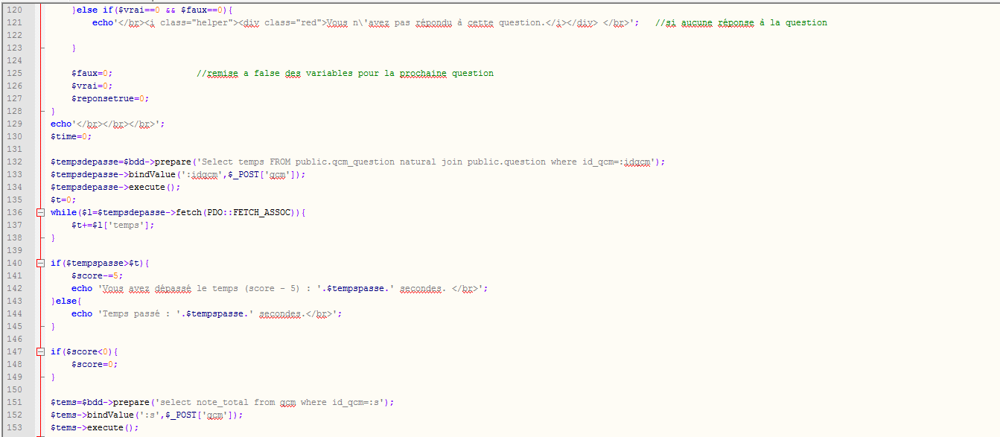 120 }else if($vrai==0 && $faux==0){
121 echo'</br><i class="helper"><div class="red">Vous n\'avez pas répondu à cette question.</i></div> </br>'; //si aucune réponse à la question
122
123 }
124
125 $faux=0; //remise a false des variables pour la prochaine question
126 $vrai=0;
127 $reponsetrue=0;
128 }
129 echo'</br></br></br>';
130 $time=0;
131
132 $tempsdepasse=$bdd->prepare('Select temps FROM public.qcm_question natural join public.question where id_qcm=:idqcm');
133 $tempsdepasse->bindValue(':idqcm',$_POST['qcm']);
134 $tempsdepasse->execute();
135 $t=0;
136 while($l=$tempsdepasse->fetch(PDO::FETCH_ASSOC)){
137 $t+=$l['temps'];
138 }
139
140 if($tempspasse>$t){
141 $score-=5;
142 echo 'Vous avez dépassé le temps (score - 5) : '.$tempspasse.' secondes. </br>';
143 }else{
144 echo 'Temps passé : '.$tempspasse.' secondes.</br>';
145 }
146
147 if($score<0){
148 $score=0;
149 }
150
151 $tems=$bdd->prepare('select note_total from qcm where id_qcm=:s');
152 $tems->bindValue(':s',$_POST['qcm']);
153 $tems->execute();